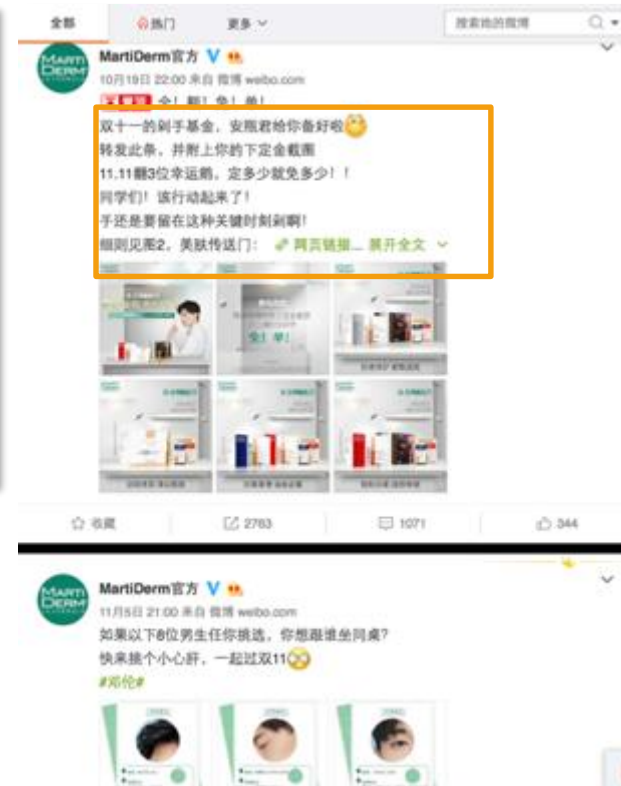 全部 热门 更多 搜索她的微博
MARTI DERM
MartiDerm官方
10月19日 22:00 来自 微博 weibo.com
全！额！免！单！
双十一的剁手基金，安瓶君给你备好啦
转发此条，并附上你的下定金截图
11.11翻3位幸运鹅，定多少就免多少！！
同学们！该行动起来了！
手还是要留在这种关键时刻剁啊！
细则见图2，美肤传送门： 网页链接... 展开全文
全！单！
收藏 2763 1071 344
MARTI DERM
MartiDerm官方
11月5日 21:00 来自 微博 weibo.com
如果以下8位男生任你挑选，你想跟谁坐同桌？
快来挑个小心肝，一起过双11
#邓伦#